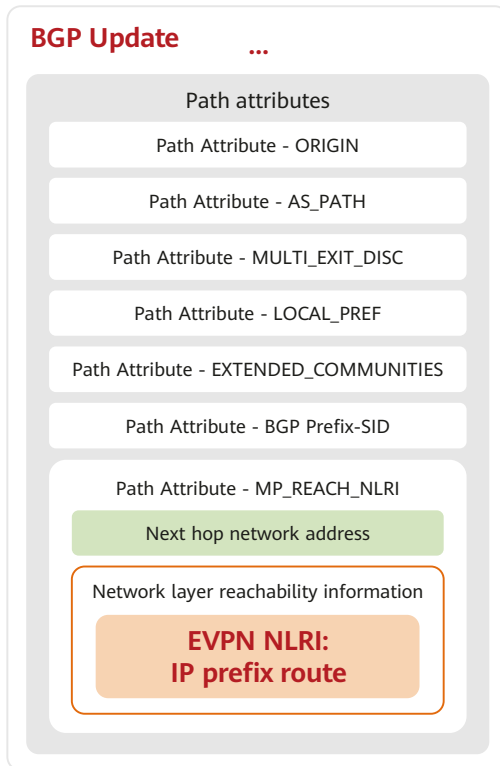 BGP Update ...
Path attributes
Path Attribute - ORIGIN
Path Attribute - AS_PATH
Path Attribute - MULTI_EXIT_DISC
Path Attribute - LOCAL_PREF
Path Attribute - EXTENDED_COMMUNITIES
Path Attribute - BGP Prefix-SID
Path Attribute - MP_REACH_NLRI
Next hop network address
Network layer reachability information
EVPN NLRI:
IP prefix route